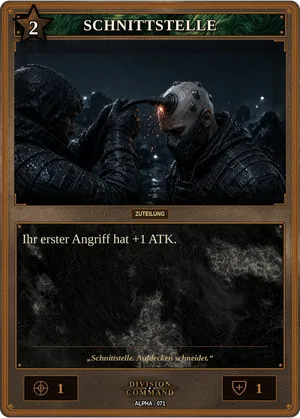 2
SCHNITTSTELLE
ZUTEILUNG
Ihr erster Angriff hat +1 ATK.
„Schnittstelle. Aufdecken schneidet.“
1
DIVISION
COMMAND
1
ALPHA - 071